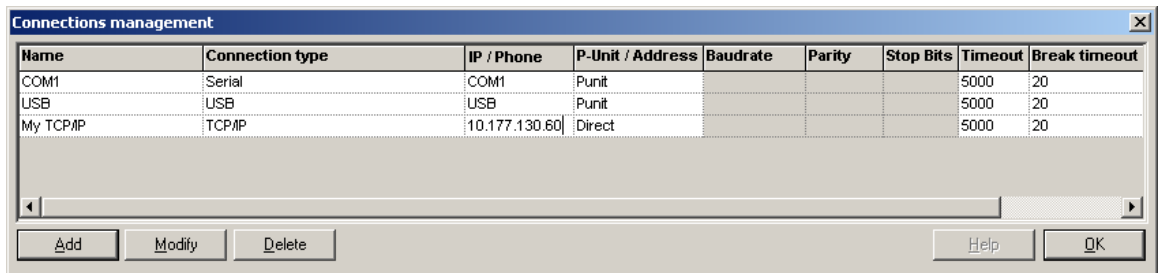 Connections management
Name Connection type IP / Phone P-Unit / Address Baudrate Parity Stop Bits Timeout Break timeout
COM1 Serial COM1 Punit 5000 20
USB USB USB Punit 5000 20
My TCP/IP TCP/IP 10.177.130.60 Direct 5000 20
Add Modify Delete Help OK